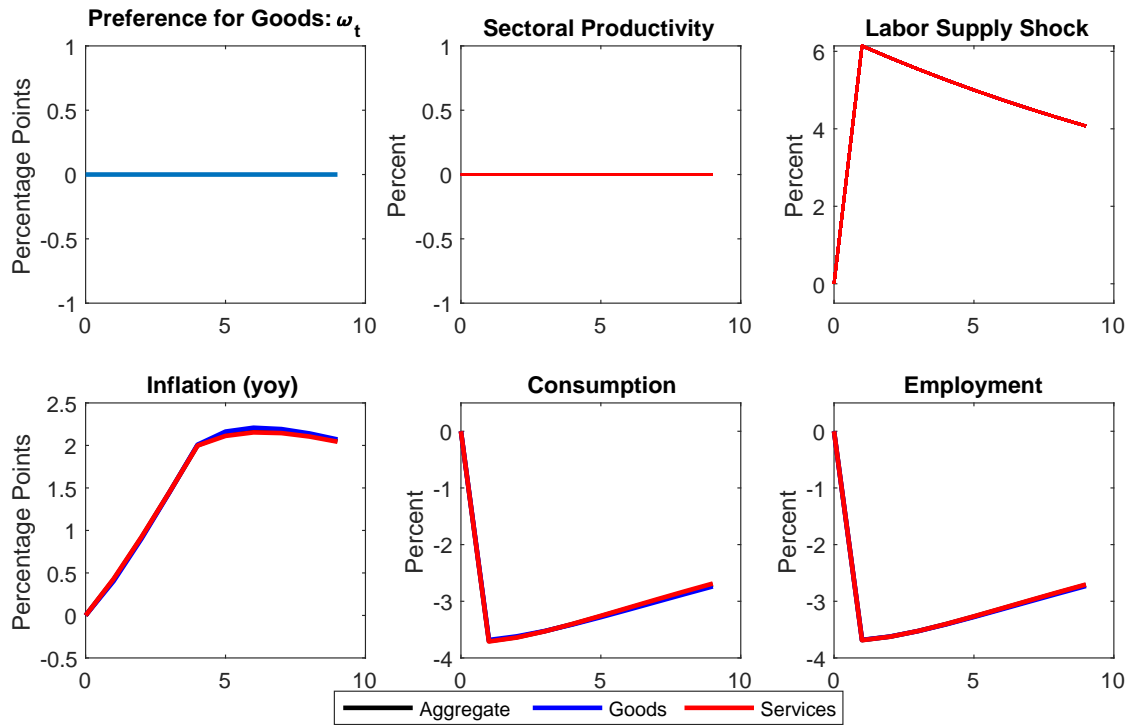 Preference for Goods: ωt
Percentage Points
1
0.5
0
-0.5
-1
0 5 10
Sectoral Productivity
Percent
1
0.5
0
-0.5
-1
0 5 10
Labor Supply Shock
Percent
6
4
2
0
0 5 10
Inflation (yoy)
Percentage Points
2.5
2
1.5
1
0
0.5
0 5 10
Consumption
Percent
0
-1
-2
-3
-4
0 5 10
Employment
Percent
0
-1
-2
-3
-4
0 5 10
Aggregate Goods Services